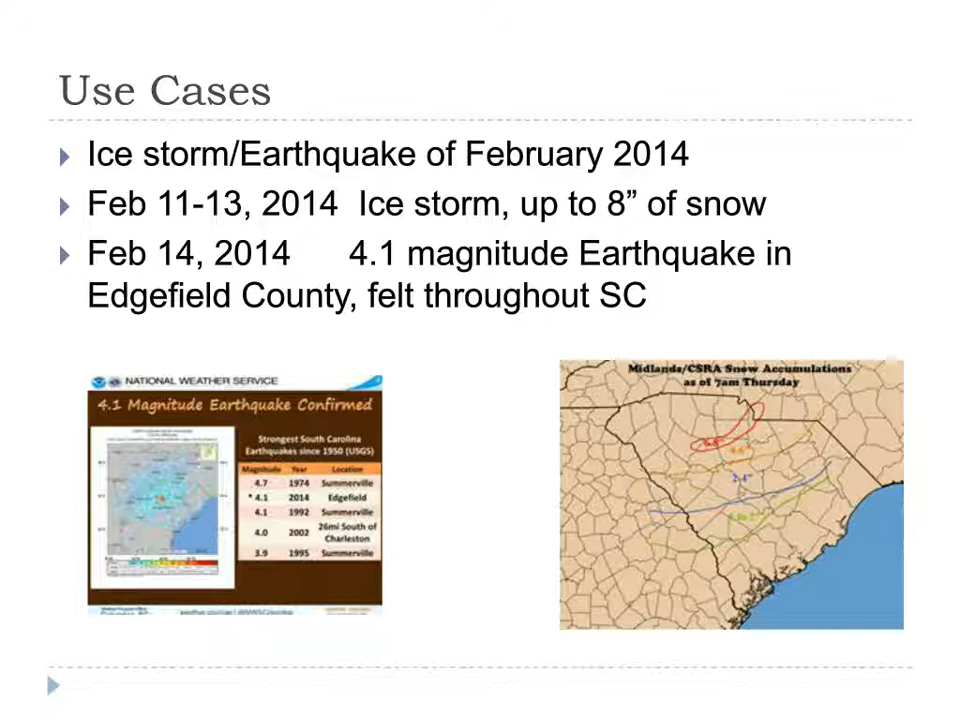 Use Cases
Ice storm/Earthquake of February 2014
Feb 11-13, 2014 Ice storm, up to 8” of snow
Feb 14, 2014 4.1 magnitude Earthquake in
Edgefield County, felt throughout SC
NATIONAL WEATHER SERVICE
4.1 Magnitude Earthquake Confirmed
Strongest South Carolina
Earthquakes since 1950 (USGS)
Magnitude Year Location
4.7 1974 Summerville
* 4.1 2014 Edgefield
4.1 1992 Summerville
4.0 2002 26mi South of
Charleston
3.9 1995 Summerville
Midlands/CSRA Snow Accumulations
as of 7am Thursday
2-4"